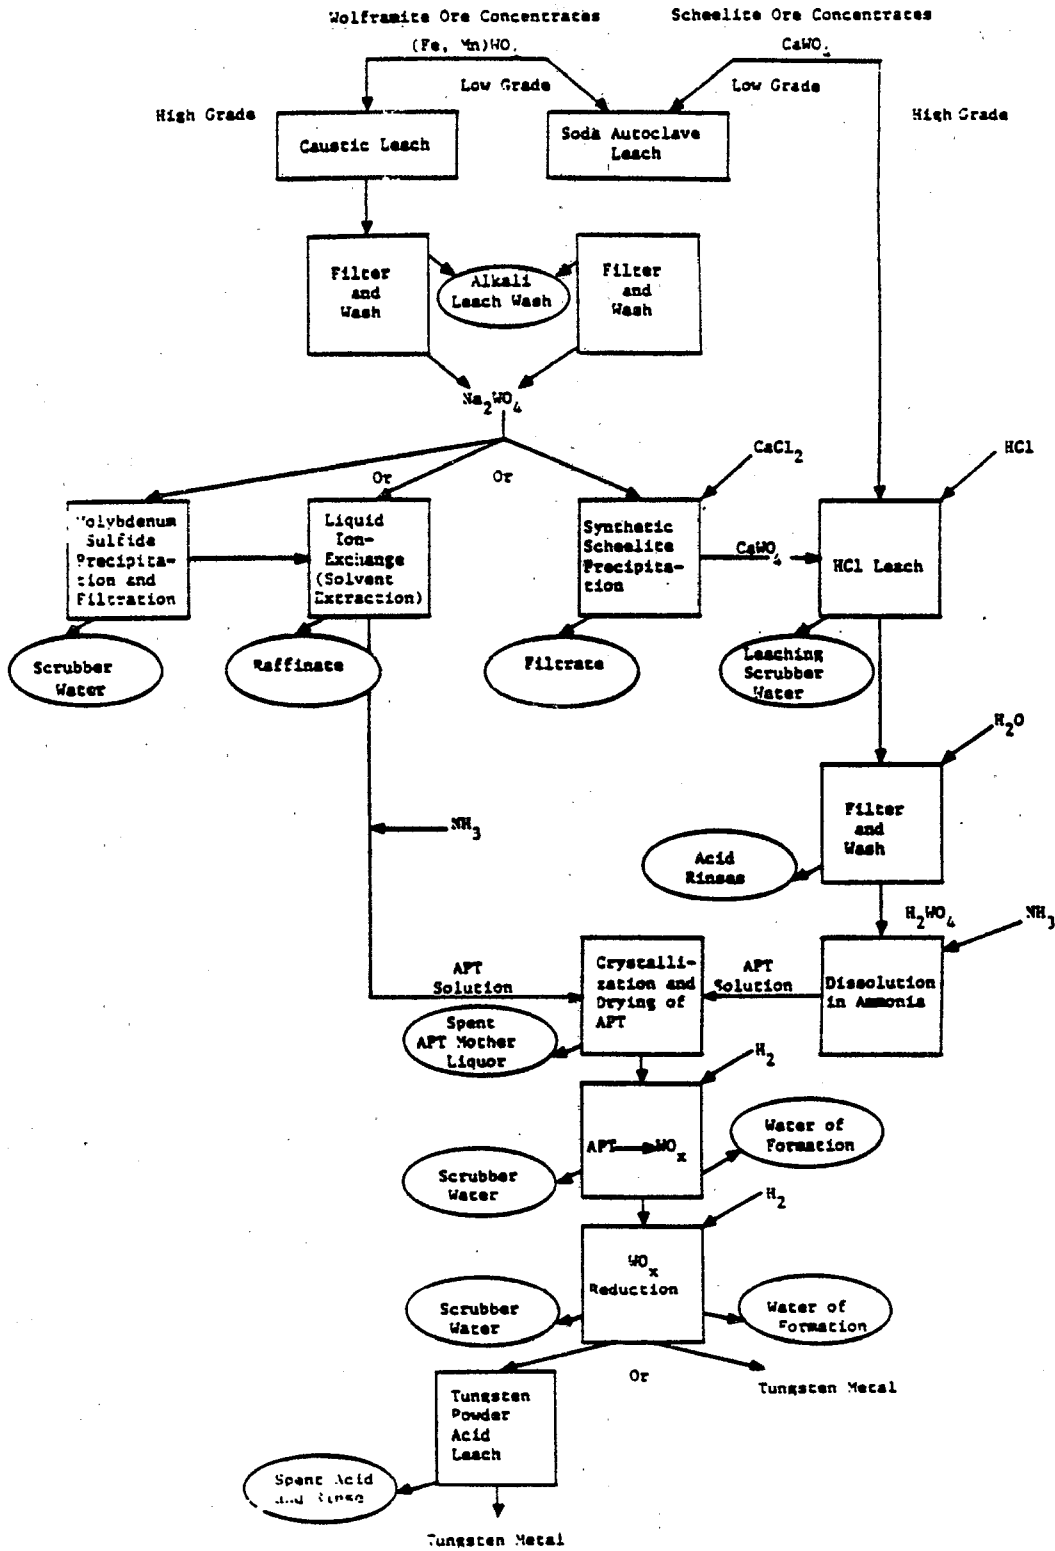 Wolframite Ore Concentrates
(Fe, Mn)WO4
Scheelite Ore Concentrates
CaWO4
High Grade
Low Grade
Low Grade
High Grade
Caustic Leach
Soda Autoclave
Leach
Filter
and
Wash
Alkali
Leach Wash
Filter
and
Wash
Na2WO4
Or
Or
CaCl2
HCl
Molybdenum
Sulfide
Precipita-
tion and
Filtration
Liquid
Ion-
Exchange
(Solvent
Extraction)
Synthetic
Scheelite
Precipita-
tion
CaWO4
HCl Leach
Scrubber
Water
Raffinate
Filtrate
Leaching
Scrubber
Water
H2O
NH3
Filter
and
Wash
Acid
Rinses
H2WO4
NH3
APT
Solution
Crystalli-
zation and
Drying of
APT
APT
Solution
Dissolution
in Ammonia
Spent
APT Mother
Liquor
H2
APT WOx
Water of
Formation
Scrubber
Water
H2
WOx
Reduction
Scrubber
Water
Water of
Formation
Or
Tungsten Metal
Tungsten
Powder
Acid
Leach
Spent Acid
and Rinse
Tungsten Metal